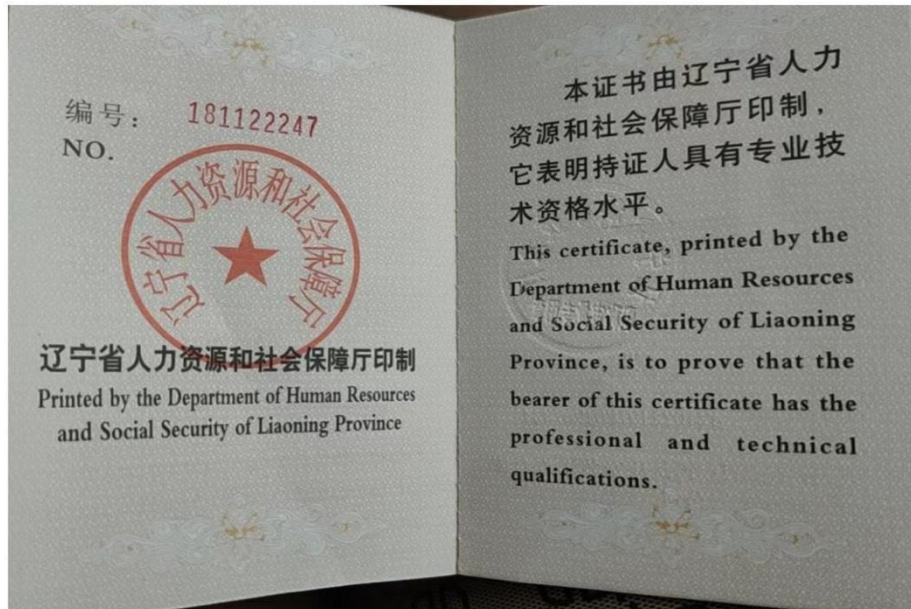 编号: 181122247
NO.
辽宁省人力资源和社会保障厅
辽宁省人力资源和社会保障厅印制
Printed by the Department of Human Resources
and Social Security of Liaoning Province
本证书由辽宁省人力
资源和社会保障厅印制，
它表明持证人具有专业技
术资格水平。
This certificate, printed by the
Department of Human Resources
and Social Security of Liaoning
Province, is to prove that the
bearer of this certificate has the
professional and technical
qualifications.